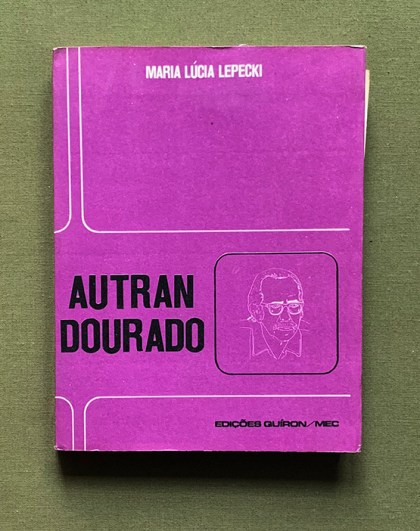 MARIA LÚCIA LEPECKI
AUTRAN
DOURADO
EDIÇÕES QUÍRON/MEC